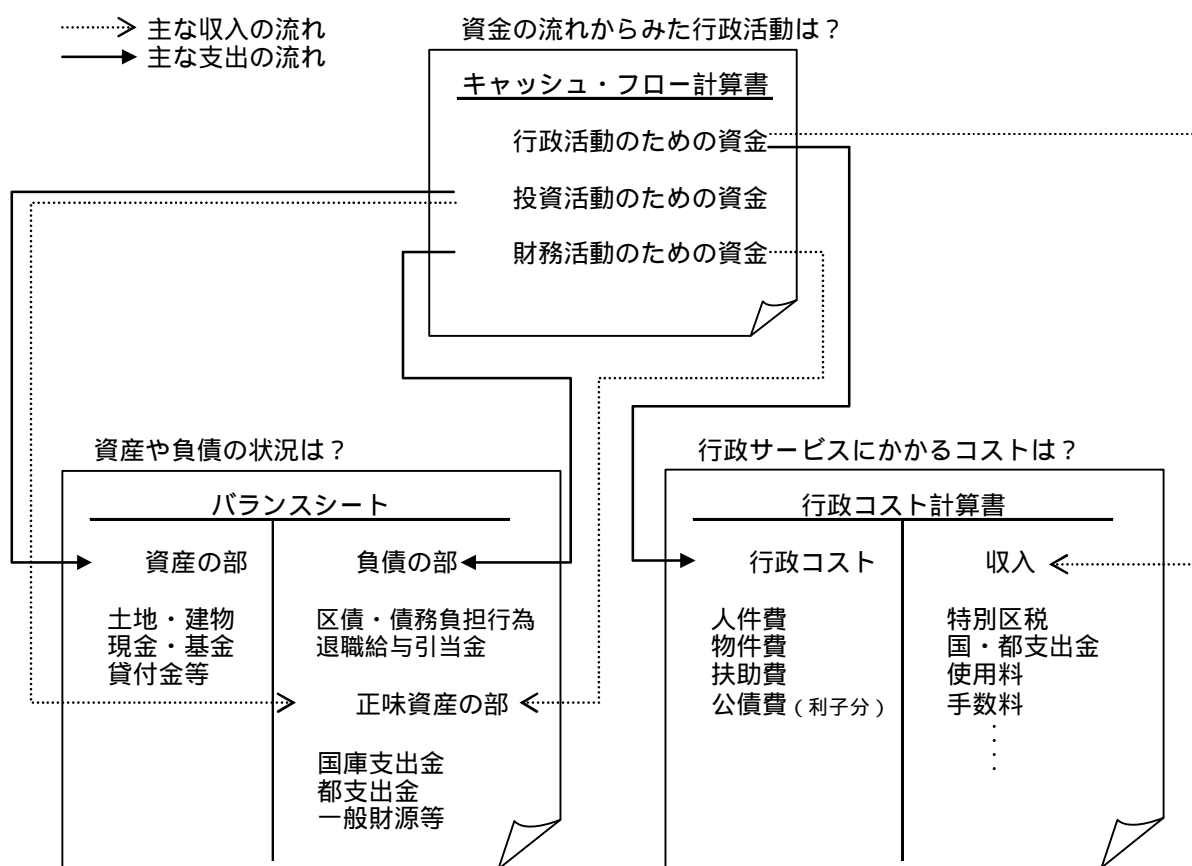 主な収入の流れ
主な支出の流れ
資金の流れからみた行政活動は？
キャッシュ・フロー計算書
行政活動のための資金
投資活動のための資金
財務活動のための資金
資産や負債の状況は？
バランスシート
資産の部
土地・建物
現金・基金
貸付金等
負債の部
区債・債務負担行為
退職給与引当金
正味資産の部
国庫支出金
都支出金
一般財源等
行政サービスにかかるコストは？
行政コスト計算書
行政コスト
人件費
物件費
扶助費
公債費（利子分）
収入
特別区税
国・都支出金
使用料
手数料
：
：